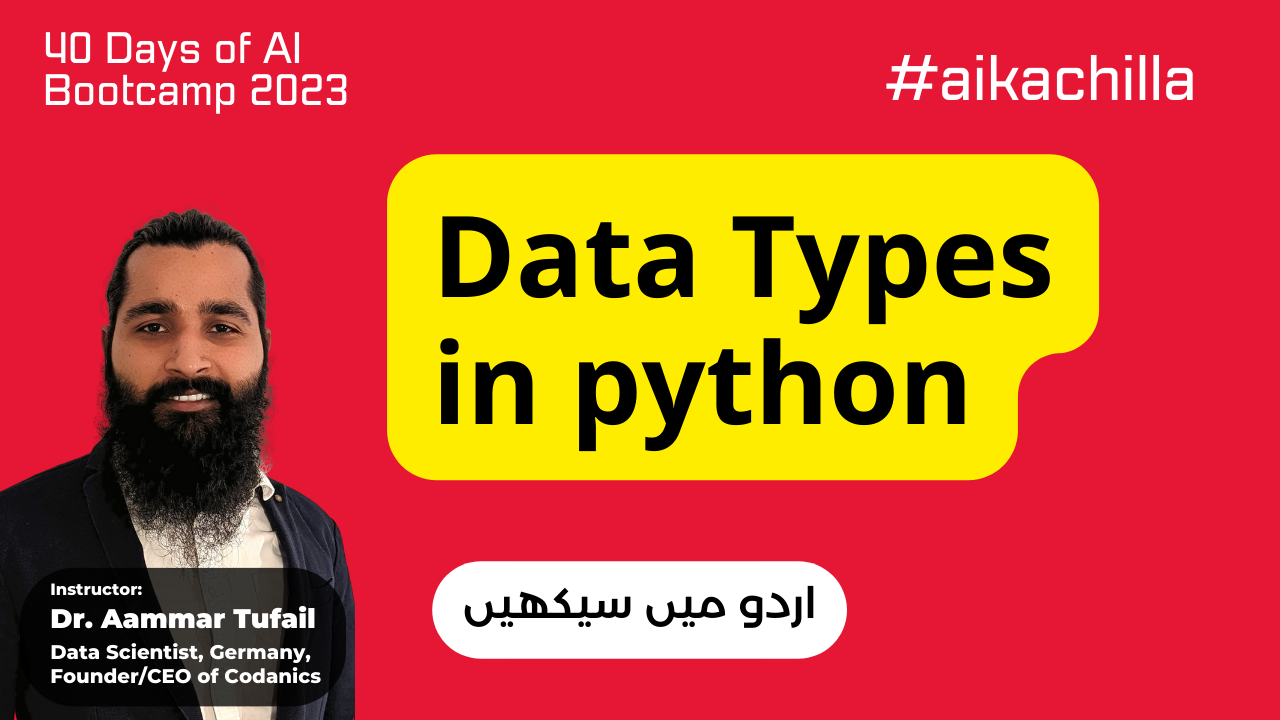 40 Days of AI
Bootcamp 2023
#aikachilla
Data Types
in python
اردو میں سیکھیں
Instructor:
Dr. Aammar Tufail
Data Scientist, Germany,
Founder/CEO of Codanics